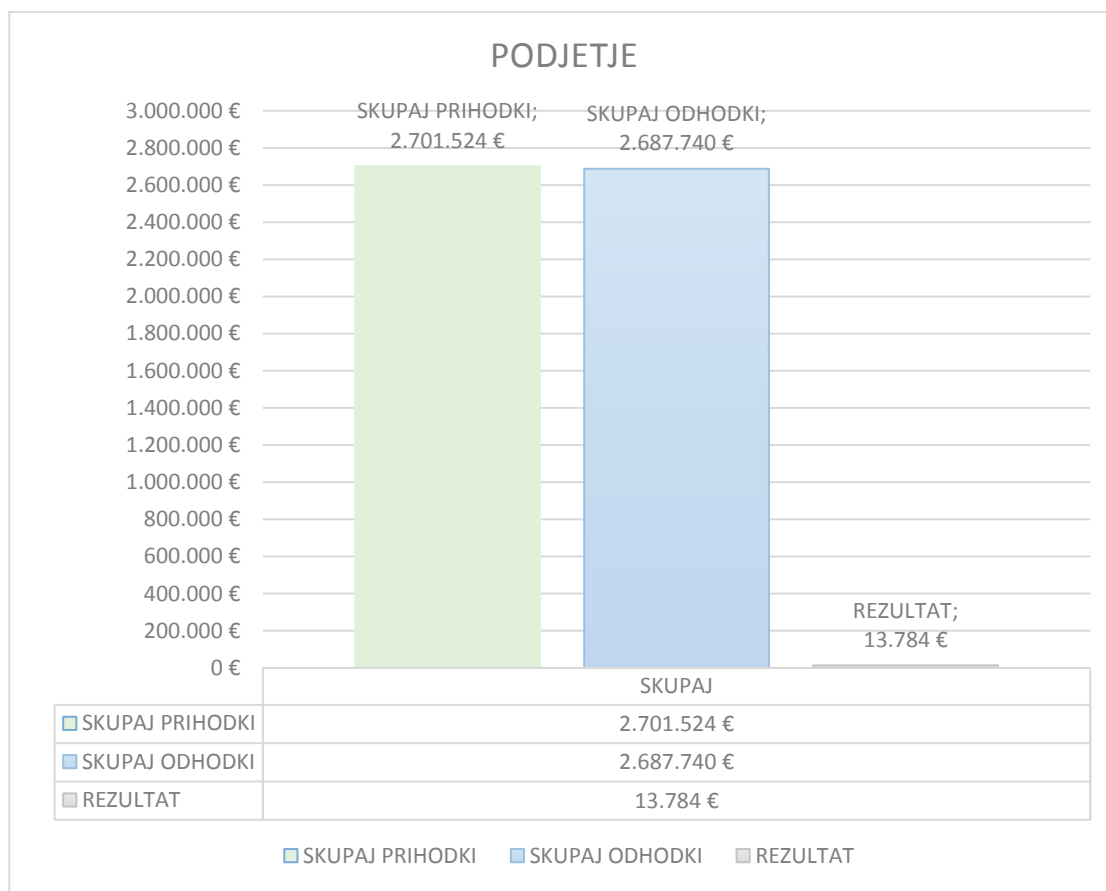 PODJETJE
SKUPAJ PRIHODKI;
2.701.524 €
SKUPAJ ODHODKI;
2.687.740 €
REZULTAT;
13.784 €
3.000.000 €
2.800.000 €
2.600.000 €
2.400.000 €
2.200.000 €
2.000.000 €
1.800.000 €
1.600.000 €
1.400.000 €
1.200.000 €
1.000.000 €
800.000 €
600.000 €
400.000 €
200.000 €
0 €
SKUPAJ
SKUPAJ PRIHODKI 2.701.524 €
SKUPAJ ODHODKI 2.687.740 €
REZULTAT 13.784 €
SKUPAJ PRIHODKI SKUPAJ ODHODKI REZULTAT